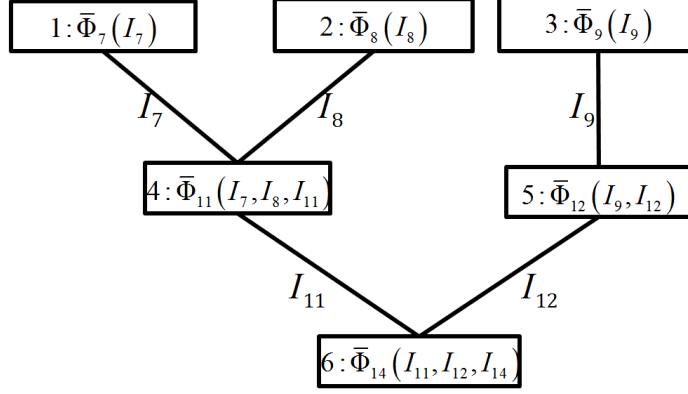 1:Φ̄₇(I₇)
2:Φ̄₈(I₈)
3:Φ̄₉(I₉)
I₇
I₈
I₉
4:Φ̄₁₁(I₇,I₈,I₁₁)
5:Φ̄₁₂(I₉,I₁₂)
I₁₁
I₁₂
6:Φ̄₁₄(I₁₁,I₁₂,I₁₄)